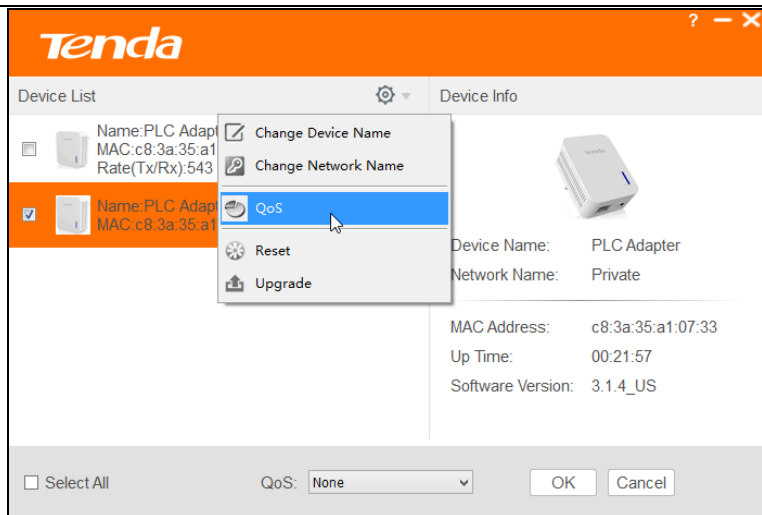 Tenda
? — X
Device List
Device Info
Name:PLC Adapt
MAC:c8:3a:35:a1
Rate(Tx/Rx):543
Name:PLC Adapt
MAC:c8:3a:35:a1
Change Device Name
Change Network Name
QoS
Reset
Upgrade
Device Name: PLC Adapter
Network Name: Private
MAC Address: c8:3a:35:a1:07:33
Up Time: 00:21:57
Software Version: 3.1.4_US
Select All
QoS: None
OK
Cancel